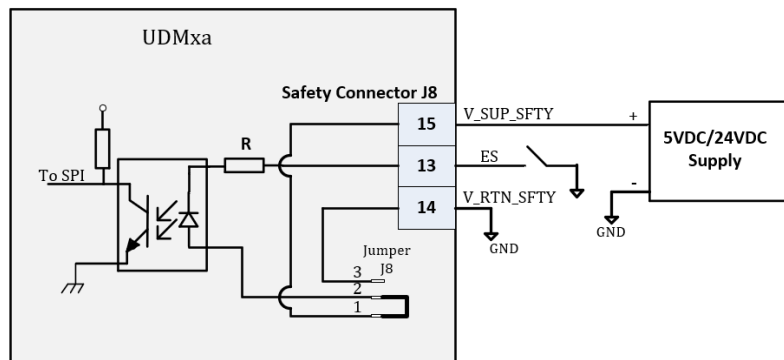 UDMxa
Safety Connector J8
R
To SPI
15
V_SUP_SFTY
+
13
ES
14
V_RTN_SFTY
GND
5VDC/24VDC
Supply
-
GND
Jumper
J8
3
2
1